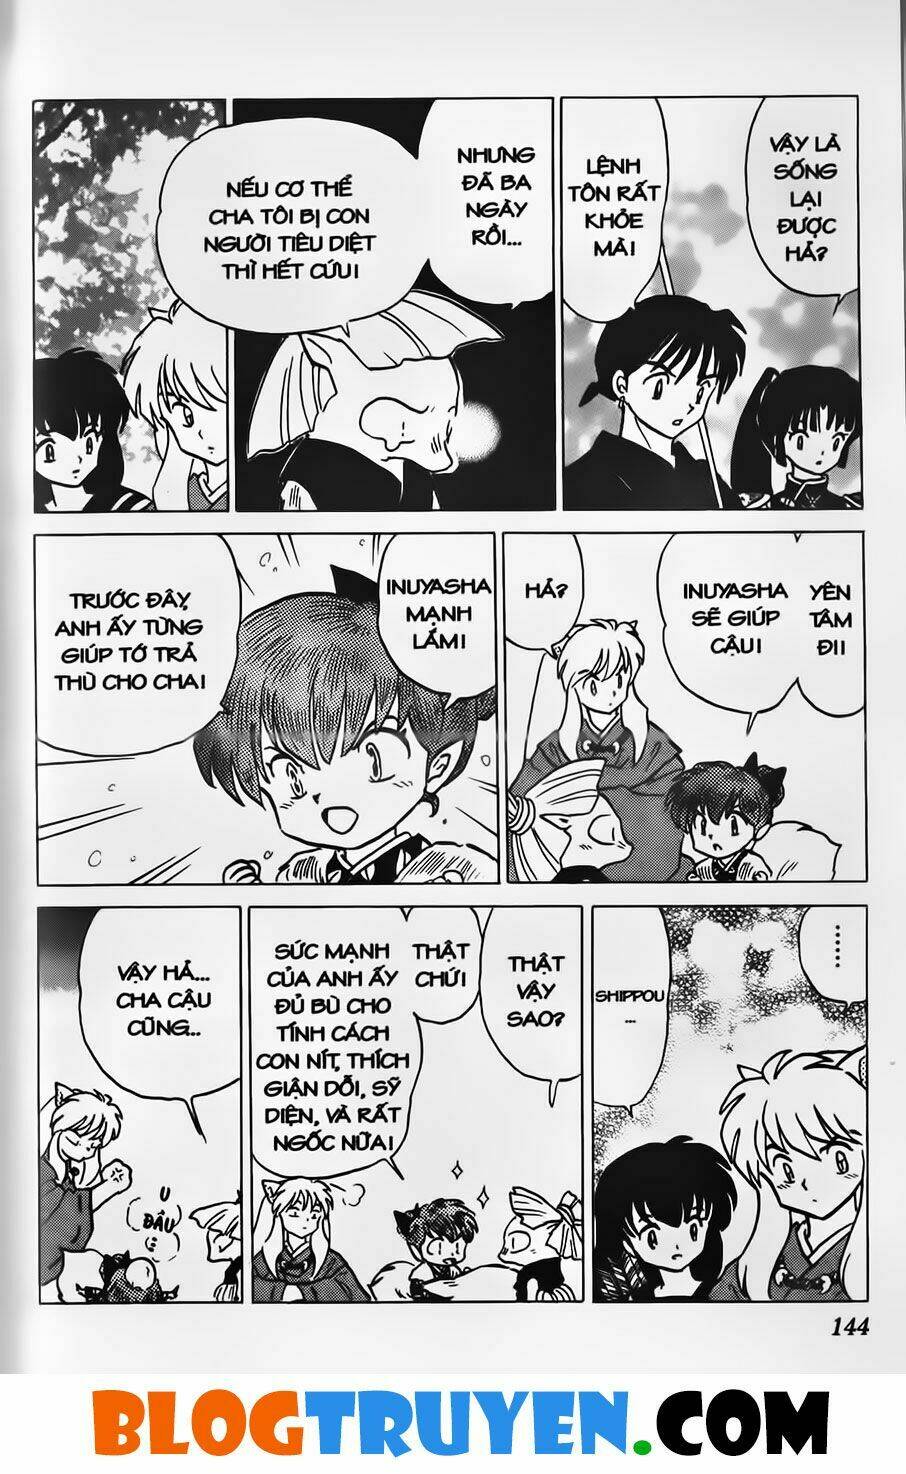 VẬY LÀ
SỐNG
LẠI
ĐƯỢC
HẢ?
LỆNH
TÔN RẤT
KHỎE
MÀ!
NHƯNG
ĐÃ BA
NGÀY
RỒI...
NẾU CƠ THỂ
CHA TÔI BỊ CON
NGƯỜI TIÊU DIỆT
THÌ HẾT CỨU!
YÊN
TÂM
ĐI!
INUYASHA
SẼ GIÚP
CẬU!
HẢ?
INUYASHA
MẠNH
LẮM!
TRƯỚC ĐÂY,
ANH ẤY TỪNG
GIÚP TỚ TRẢ
THÙ CHO CHA!
.......
SHIPPOU
...
THẬT
VẬY
SAO?
THẬT
CHỨ!
SỨC MẠNH
CỦA ANH ẤY
ĐỦ BÙ CHO
TÍNH CÁCH
CON NÍT, THÍCH
GIẬN DỖI, SỸ
DIỆN, VÀ RẤT
NGỐC NỮA!
VẬY HẢ...
CHA CẬU
CŨNG...
U
ĐẦU
144
BLOGTRUYEN.COM